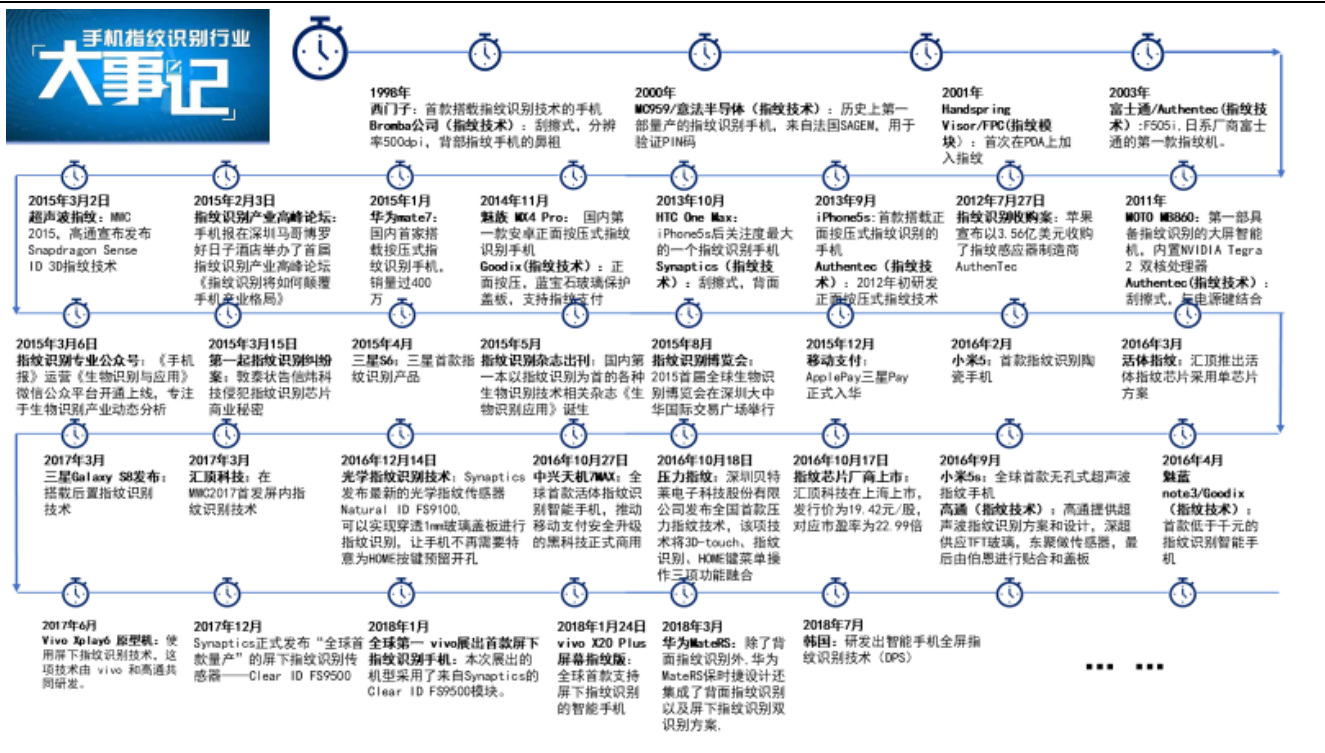 手机指纹识别行业
大事记
1998年
西门子：首款搭载指纹识别技术的手机
Bromba公司（指纹技术）：刮擦式，分辨
率500dpi，背部指纹手机的鼻祖
2000年
MC959/意法半导体（指纹技术）：历史上第一
部量产的指纹识别手机，来自法国SAGEM，用于
验证PIN码
2001年
Handspring
Visor/FPC(指纹模
块）：首次在PDA上加
入指纹
2003年
富士通/Authentec(指纹技
术）:F505i.日系厂商富士
通的第一款指纹机。
2015年3月2日
超声波指纹：MWC
2015，高通宣布发布
Snapdragon Sense
ID 3D指纹技术
2015年2月3日
指纹识别产业高峰论坛：
手机报在深圳马哥博罗
好日子酒店举办了首届
指纹识别产业高峰论坛
《指纹识别将如何颠覆
手机产业格局》
2015年1月
华为mate7：
国内首家搭
载按压式指
纹识别手机，
销量过400
万
2014年11月
魅族 MX4 Pro： 国内第
一款安卓正面按压式指纹
识别手机
Goodix(指纹技术）：正
面按压，蓝宝石玻璃保护
盖板，支持指纹支付
2013年10月
HTC One Max：
iPhone5s后关注度最大
的一个指纹识别手机
Synaptics（指纹技
术）：刮擦式，背面
2013年9月
iPhone5s:首款搭载正
面按压式指纹识别的
手机
Authentec（指纹技
术）：2012年初研发
正面按压式指纹技术
2012年7月27日
指纹识别收购案：苹果
宣布以3.56亿美元收购
了指纹感应器制造商
AuthenTec
2011年
MOTO MB860：第一部具
备指纹识别的大屏智能
机，内置NVIDIA Tegra
2 双核处理器
Authentec(指纹技术）：
刮擦式，与电源键结合
2015年3月6日
指纹识别专业公众号：《手机
报》运营《生物识别与应用》
微信公众平台开通上线，专注
于生物识别产业动态分析
2015年3月15日
第一起指纹识别纠纷
案：敦泰状告信炜科
技侵犯指纹识别芯片
商业秘密
2015年4月
三星S6：三星首款指
纹识别产品
2015年5月
指纹识别杂志出刊：国内第
一本以指纹识别为首的各种
生物识别技术相关杂志《生
物识别应用》诞生
2015年8月
指纹识别博览会：
2015首届全球生物识
别博览会在深圳大中
华国际交易广场举行
2015年12月
移动支付：
ApplePay三星Pay
正式入华
2016年2月
小米5：首款指纹识别陶
瓷手机
2016年3月
活体指纹：汇顶推出活
体指纹芯片采用单芯片
方案
2017年3月
三星Galaxy S8发布：
搭载后置指纹识别
技术
2017年3月
汇顶科技：在
MWC2017首发屏内指
纹识别技术
2016年12月14日
光学指纹识别技术：Synaptics
发布最新的光学指纹传感器
Natural ID FS9100，
可以实现穿透1mm玻璃盖板进行
指纹识别，让手机不再需要特
意为HOME按键预留开孔
2016年10月27日
中兴天机7MAX：全
球首款活体指纹识
别智能手机，推动
移动支付安全升级
的黑科技正式商用
2016年10月18日
压力指纹：深圳贝特
莱电子科技股份有限
公司发布全国首款压
力指纹技术，该项技
术将3D-touch、指纹
识别、HOME键菜单操
作三项功能融合
2016年10月17日
指纹芯片厂商上市：
汇顶科技在上海上市，
发行价为19.42元/股，
对应市盈率为22.99倍
2016年9月
小米5s：全球首款无孔式超声波
指纹手机
高通（指纹技术）：高通提供超
声波指纹识别方案和设计，深超
供应TFT玻璃，东聚做传感器，最
后由伯恩进行贴合和盖板
2016年4月
魅蓝
note3/Goodix
（指纹技术）：
首款低于千元的
指纹识别智能手
机
2017年6月
Vivo Xplay6 原型机：使
用屏下指纹识别技术，这
项技术由 vivo 和高通共
同研发。
2017年12月
Synaptics正式发布“全球首
款量产”的屏下指纹识别传
感器——Clear ID FS9500
2018年1月
全球第一 vivo展出首款屏下
指纹识别手机：本次展出的
机型采用了来自Synaptics的
Clear ID FS9500模块。
2018年1月24日
vivo X20 Plus
屏幕指纹版：
全球首款支持
屏下指纹识别
的智能手机
2018年3月
华为MateRS：除了背
面指纹识别外.华为
MateRS保时捷设计还
集成了背面指纹识别
以及屏下指纹识别双
识别方案.
2018年7月
韩国：研发出智能手机全屏指
纹识别技术（DPS）
… …